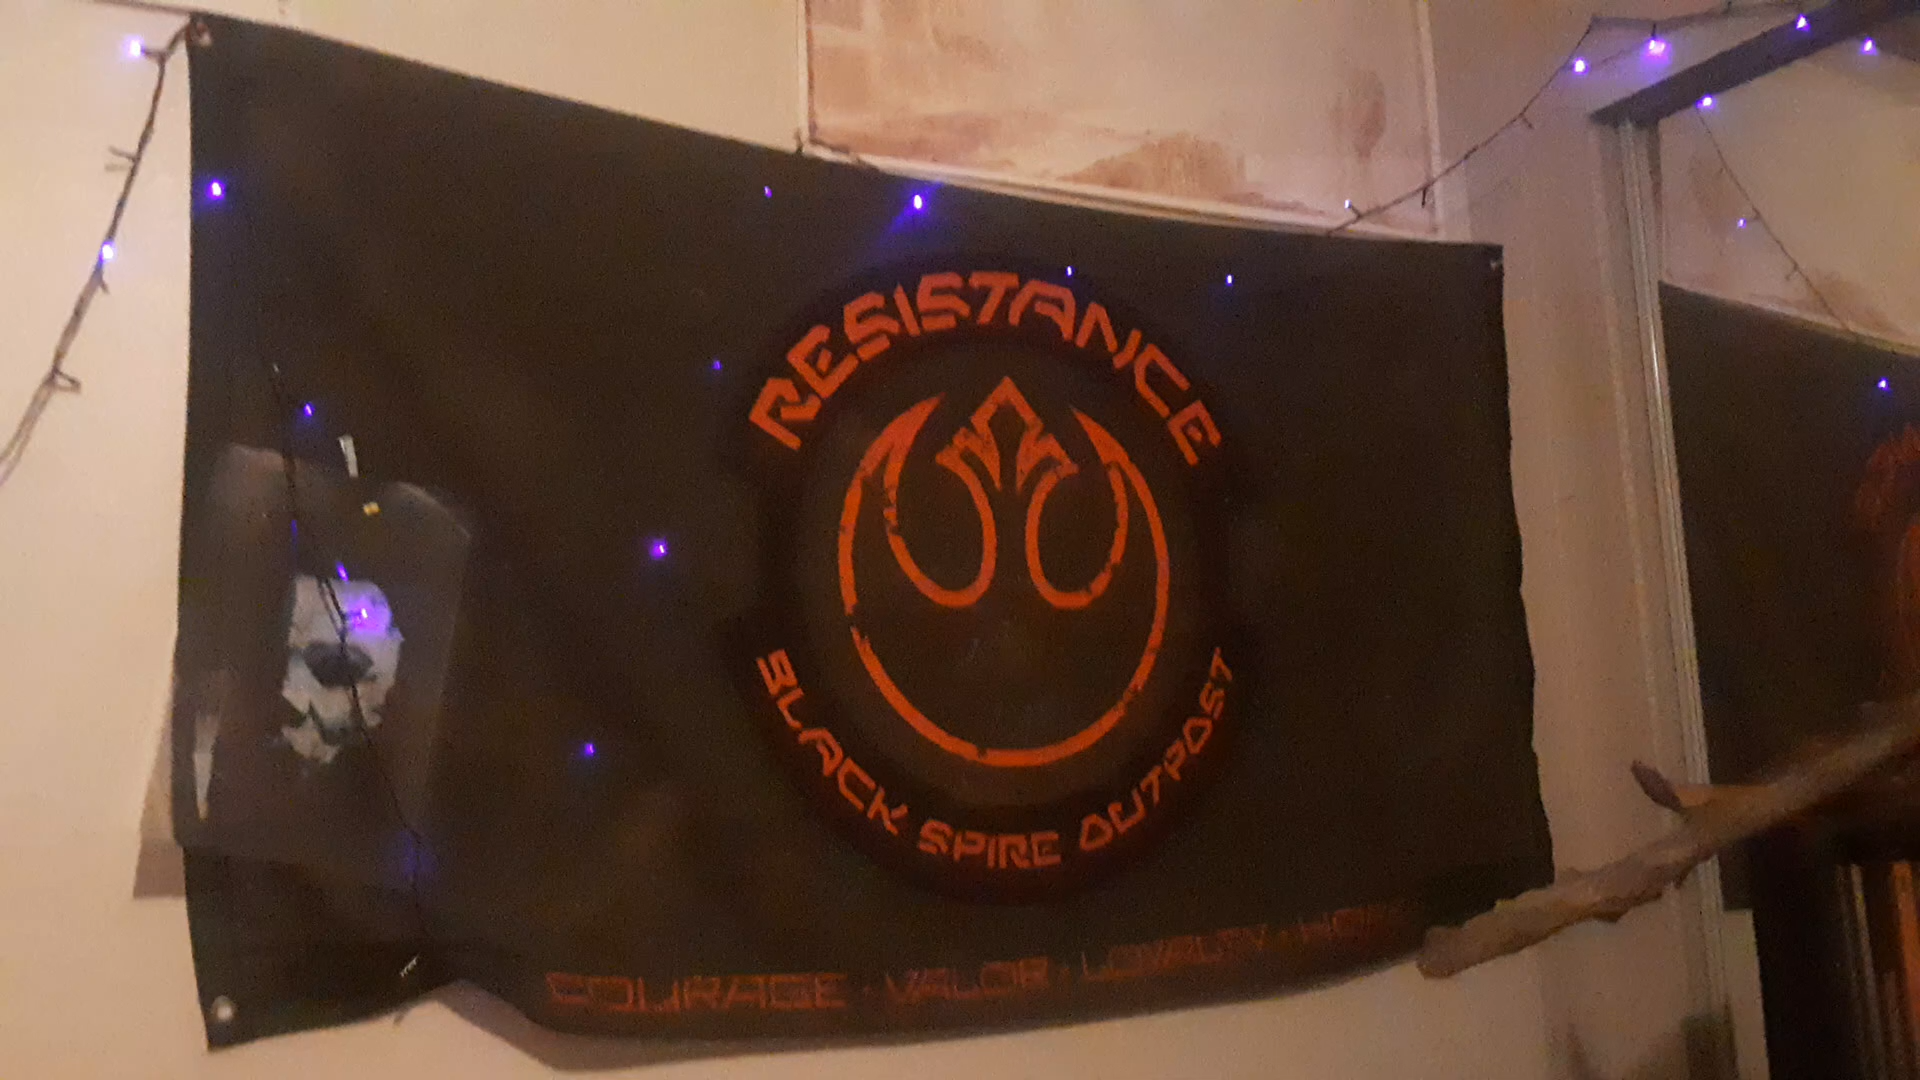 RESISTANCE
BLACK SPIRE OUTPOST
COURAGE · VALOR · LOYALTY · HOPE